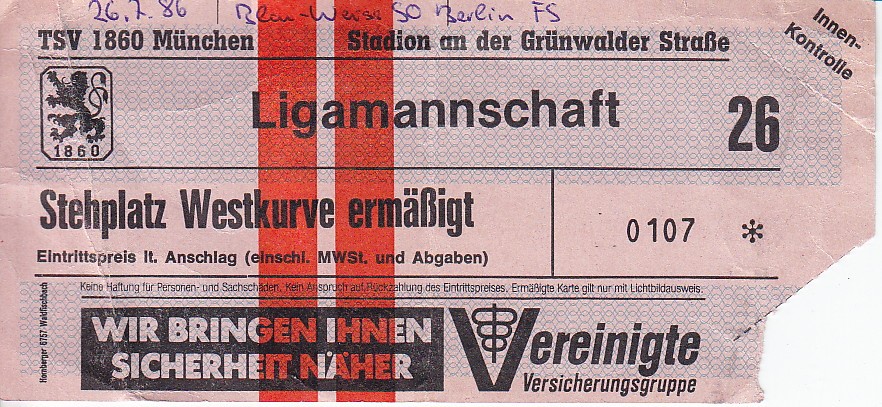 26.7.86 Blau-Weiss 90 Berlin FS
TSV 1860 München Stadion an der Grünwalder Straße
Innen-
Kontrolle
1860
Ligamannschaft
26
Stehplatz Westkurve ermäßigt
0107 *
Eintrittspreis lt. Anschlag (einschl. MWSt. und Abgaben)
Keine Haftung für Personen- und Sachschäden. Kein Anspruch auf Rückzahlung des Eintrittspreises. Ermäßigte Karte gilt nur mit Lichtbildausweis.
Homberger 6757 Waldfischbach
WIR BRINGEN IHNEN
SICHERHEIT NÄHER
Vereinigte
Versicherungsgruppe